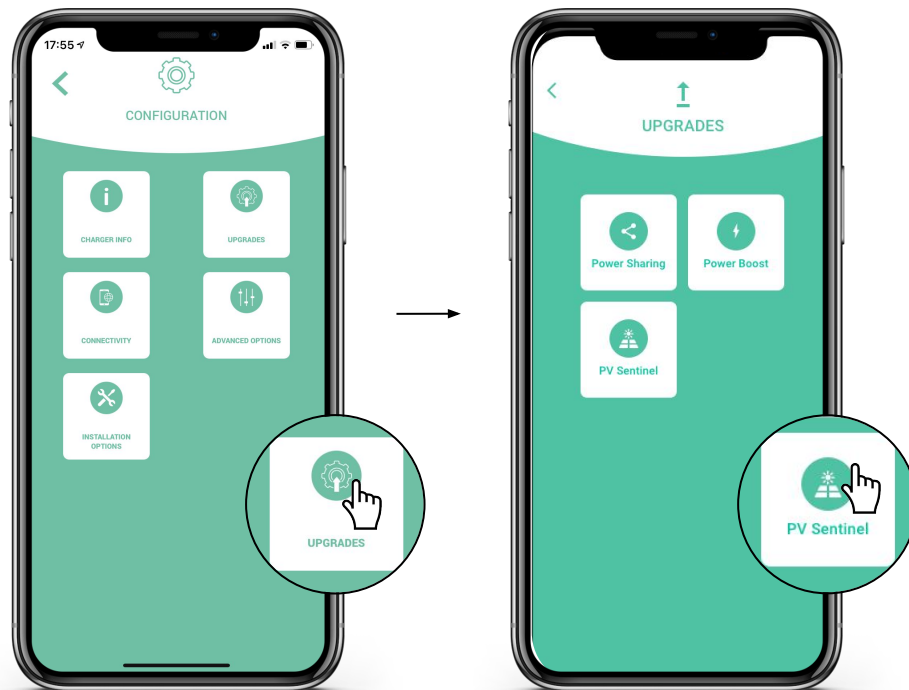 17:55
CONFIGURATION
CHARGER INFO
UPGRADES
CONNECTIVITY
ADVANCED OPTIONS
INSTALLATION
OPTIONS
UPGRADES
UPGRADES
Power Sharing
Power Boost
PV Sentinel
PV Sentinel